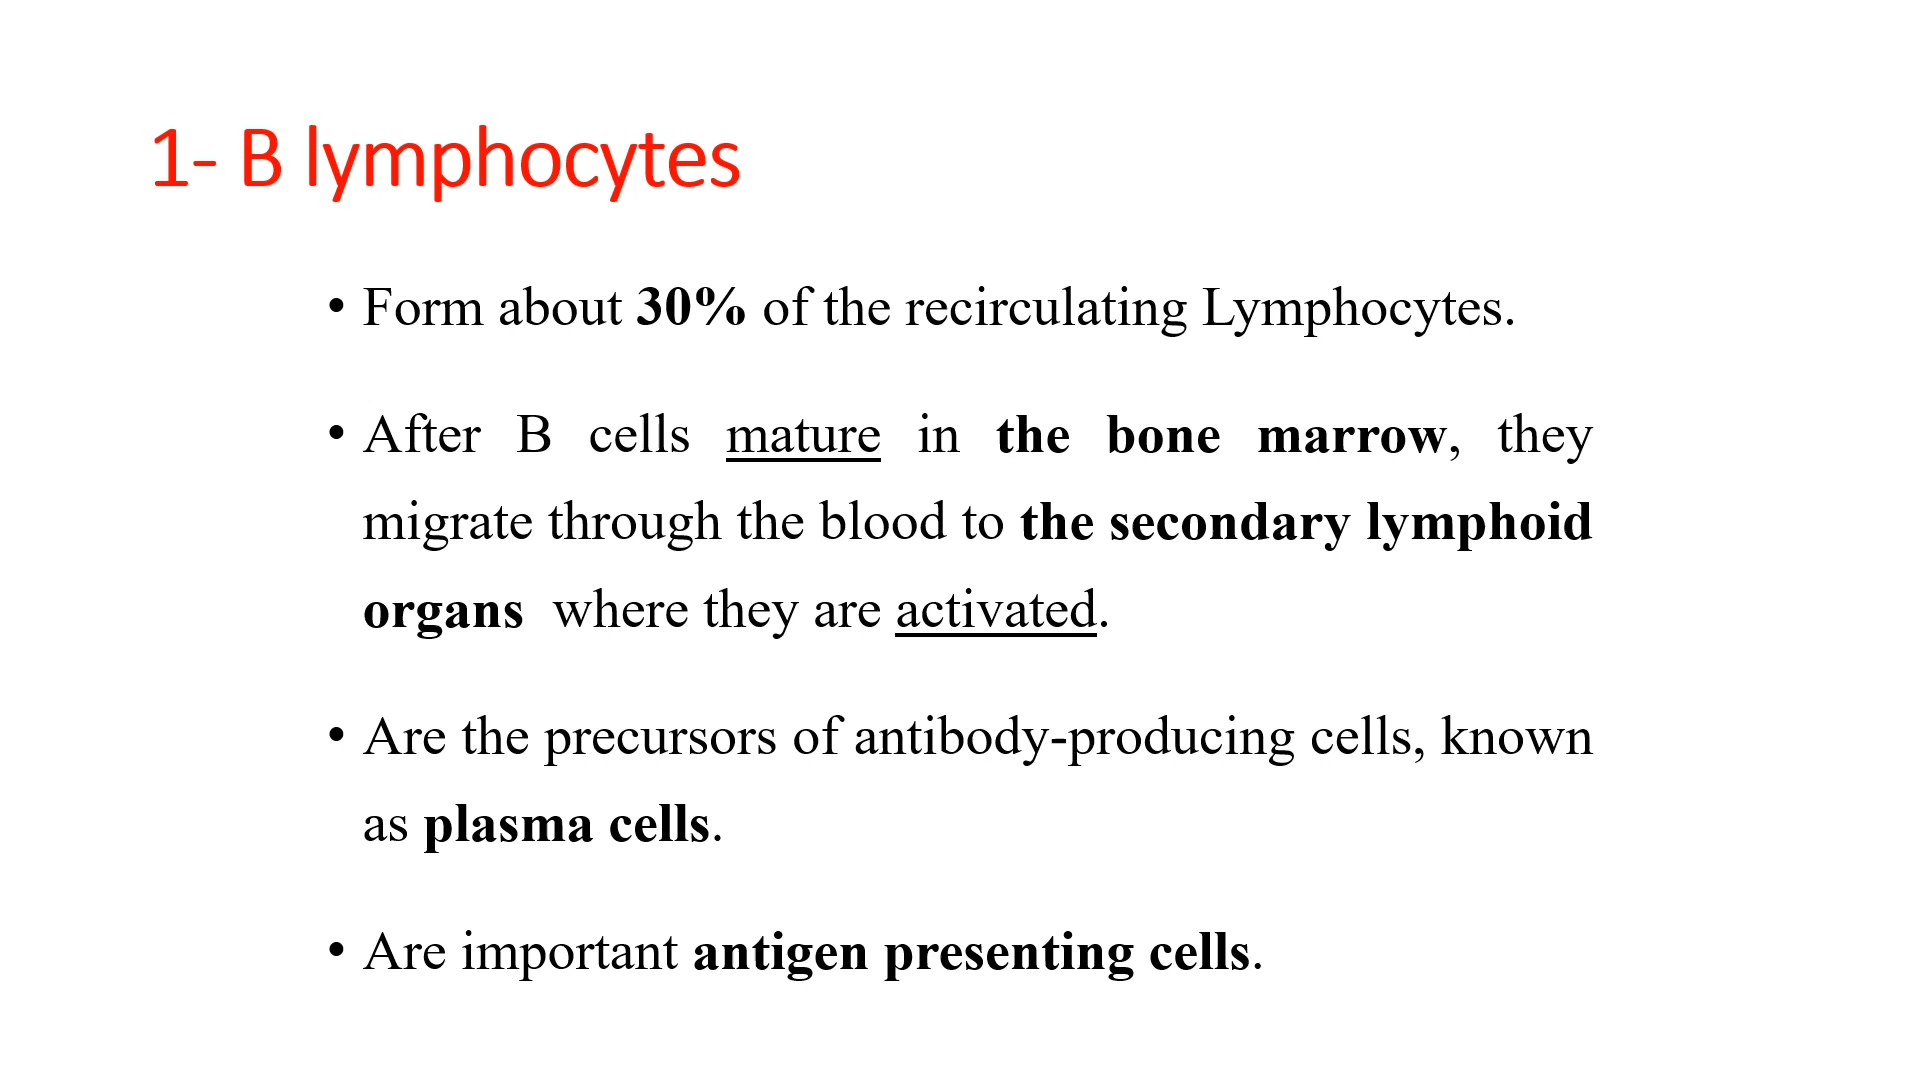 1- B lymphocytes
• Form about 30% of the recirculating Lymphocytes.
• After B cells mature in the bone marrow, they
migrate through the blood to the secondary lymphoid
organs where they are activated.
• Are the precursors of antibody-producing cells, known
as plasma cells.
• Are important antigen presenting cells.